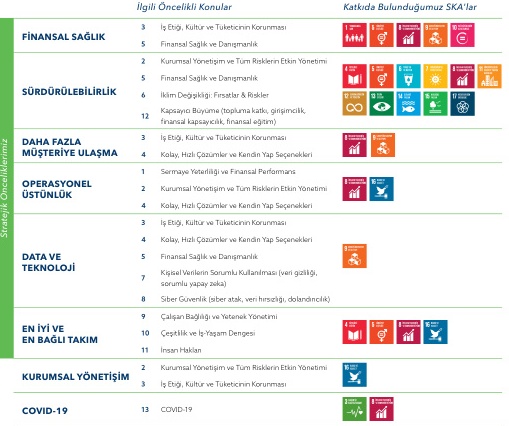 İlgili Öncelikli Konular
Katkıda Bulunduğumuz SKA'lar
Stratejik Önceliklerimiz
FİNANSAL SAĞLIK
3 İş Etiği, Kültür ve Tüketicinin Korunması
5 Finansal Sağlık ve Danışmanlık
SÜRDÜRÜLEBİLİRLİK
2 Kurumsal Yönetişim ve Tüm Risklerin Etkin Yönetimi
5 Finansal Sağlık ve Danışmanlık
6 İklim Değişikliği: Fırsatlar & Riskler
12 Kapsayıcı Büyüme (topluma katkı, girişimcilik,
finansal kapsayıcılık, finansal eğitim)
DAHA FAZLA
MÜŞTERİYE ULAŞMA
3 İş Etiği, Kültür ve Tüketicinin Korunması
4 Kolay, Hızlı Çözümler ve Kendin Yap Seçenekleri
OPERASYONEL
ÜSTÜNLÜK
1 Sermaye Yeterliliği ve Finansal Performans
2 Kurumsal Yönetişim ve Tüm Risklerin Etkin Yönetimi
4 Kolay, Hızlı Çözümler ve Kendin Yap Seçenekleri
DATA VE
TEKNOLOJİ
3 İş Etiği, Kültür ve Tüketicinin Korunması
4 Kolay, Hızlı Çözümler ve Kendin Yap Seçenekleri
5 Finansal Sağlık ve Danışmanlık
7 Kişisel Verilerin Sorumlu Kullanılması (veri gizliliği,
sorumlu yapay zeka)
8 Siber Güvenlik (siber atak, veri hırsızlığı, dolandırıcılık)
EN İYİ VE
EN BAĞLI TAKIM
9 Çalışan Bağlılığı ve Yetenek Yönetimi
10 Çeşitlilik ve İş-Yaşam Dengesi
11 İnsan Hakları
KURUMSAL YÖNETİŞİM
2 Kurumsal Yönetişim ve Tüm Risklerin Etkin Yönetimi
3 İş Etiği, Kültür ve Tüketicinin Korunması
COVID-19
13 COVID-19